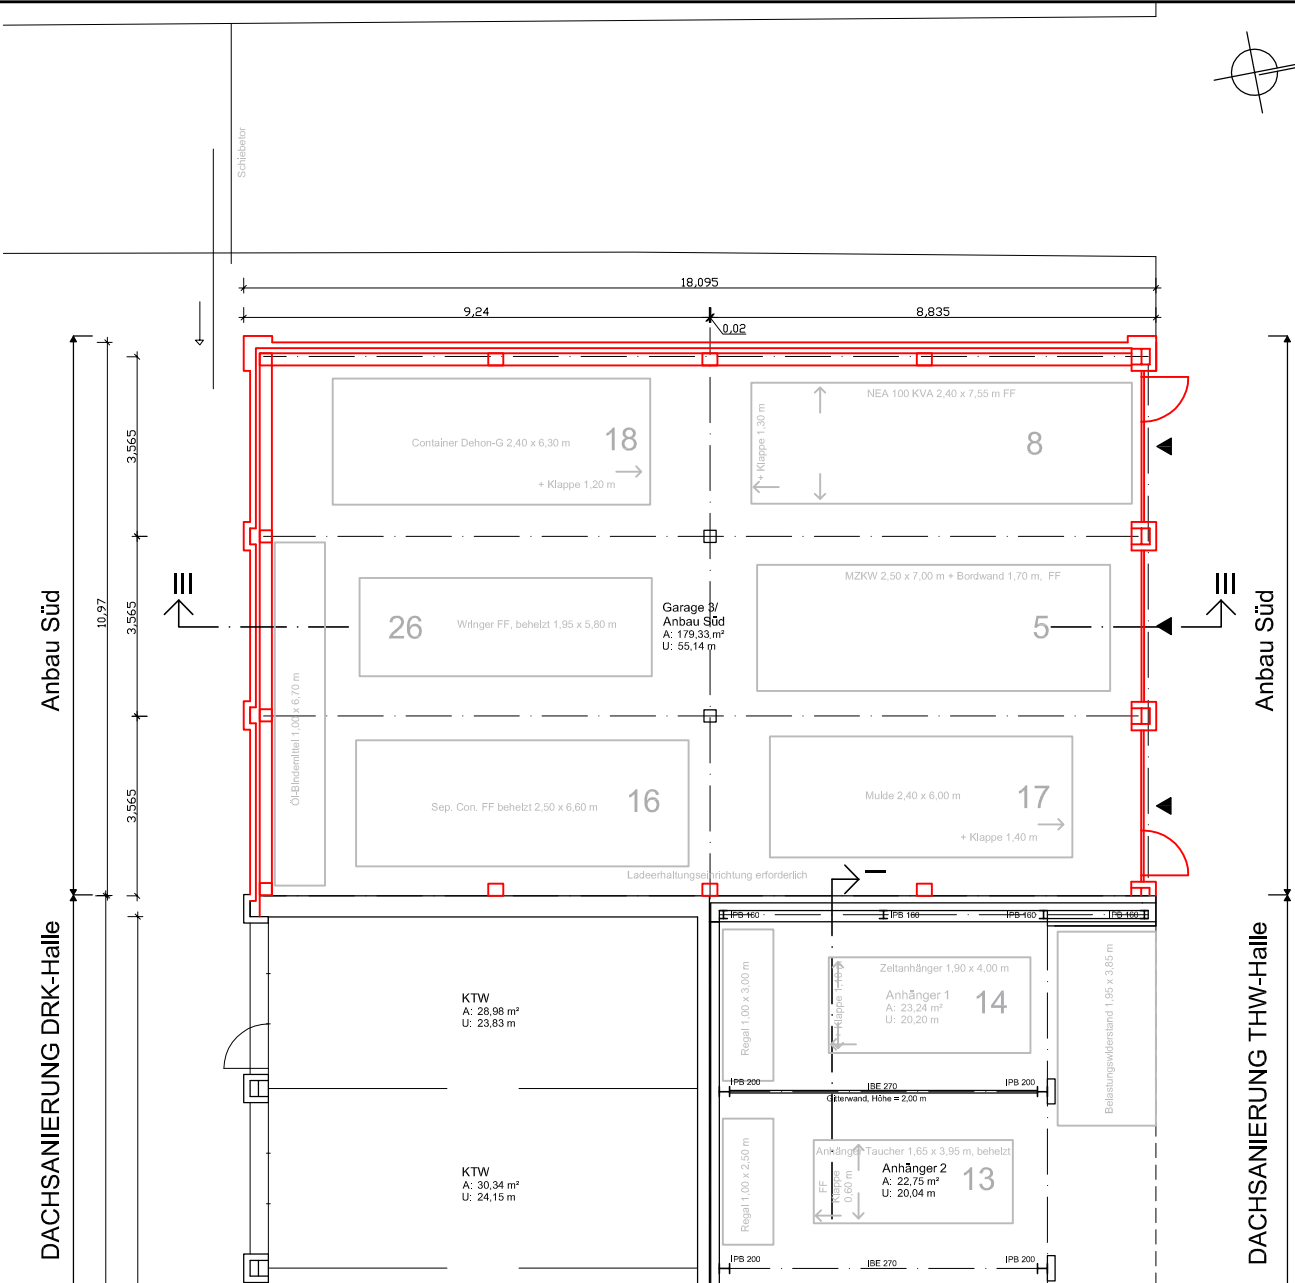 Schiebetor
18,095
9,24
8,835
0,02
Container Dehon-G 2,40 x 6,30 m
18
+ Klappe 1,20 m
NEA 100 KVA 2,40 x 7,55 m FF
+ Klappe 1,30 m
8
3,565
Anbau Süd
10,97
3,565
III
26
Wringer FF, beheizt 1,95 x 5,80 m
Garage 3/
Anbau Süd
A: 179,33 m²
U: 55,14 m
MZKW 2,50 x 7,00 m + Bordwand 1,70 m, FF
5
III
Anbau Süd
Öl-Bindemittel 1,00 x 6,70 m
3,565
Sep. Con. FF beheizt 2,50 x 6,60 m
16
Mulde 2,40 x 6,00 m
17
+ Klappe 1,40 m
Ladeerhaltungseinrichtung erforderlich
I
IPB 160
IPB 160
IPB 160
IPB 160
DACHSANIERUNG DRK-Halle
KTW
A: 28,98 m²
U: 23,83 m
Regal 1,00 x 3,00 m
Zeltanhänger 1,90 x 4,00 m
+ Klappe 1,10
Anhänger 1
A: 23,24 m²
U: 20,20 m
14
Belastungswiderstand 1,95 x 3,85 m
DACHSANIERUNG THW-Halle
IPB 200
IBE 270
IPB 200
Gitterwand, Höhe = 2,00 m
KTW
A: 30,34 m²
U: 24,15 m
Regal 1,00 x 2,50 m
Anhänger Taucher 1,65 x 3,95 m, beheizt
FF
Klappe
0,60 m
Anhänger 2
A: 22,75 m²
U: 20,04 m
13
IPB 200
IBE 270
IPB 200